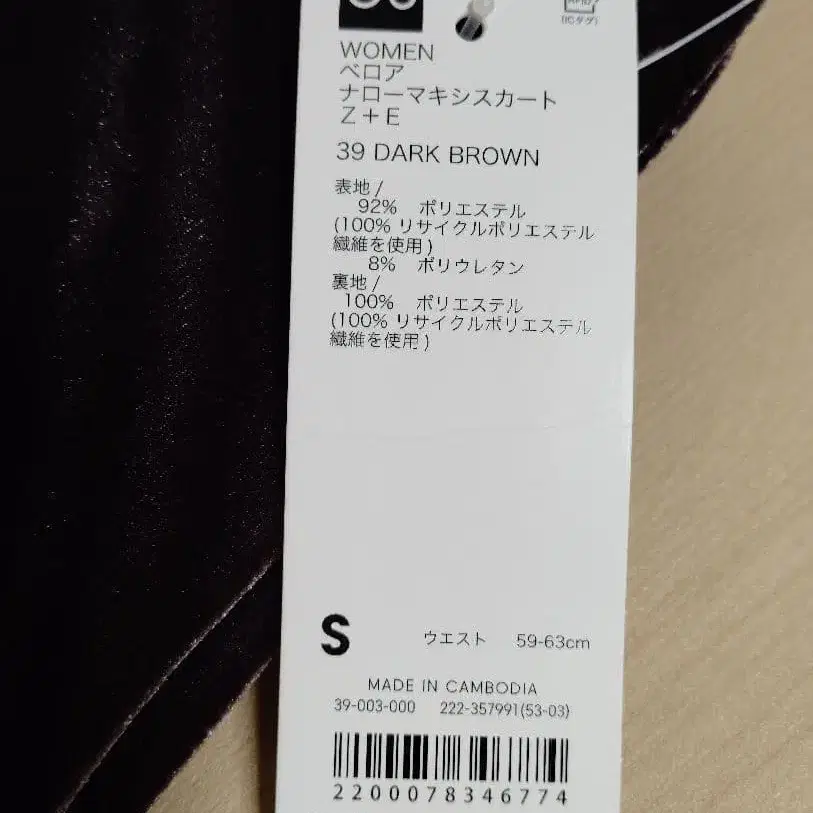 (ICタグ)
WOMEN
ベロア
ナローマキシスカート
Z+E
39 DARK BROWN
表地/
92% ポリエステル
(100% リサイクルポリエステル
繊維を使用)
8% ポリウレタン
裏地/
100% ポリエステル
(100% リサイクルポリエステル
繊維を使用)
S ウエスト 59-63cm
MADE IN CAMBODIA
39-003-000 222-357991(53-03)
2200078346774